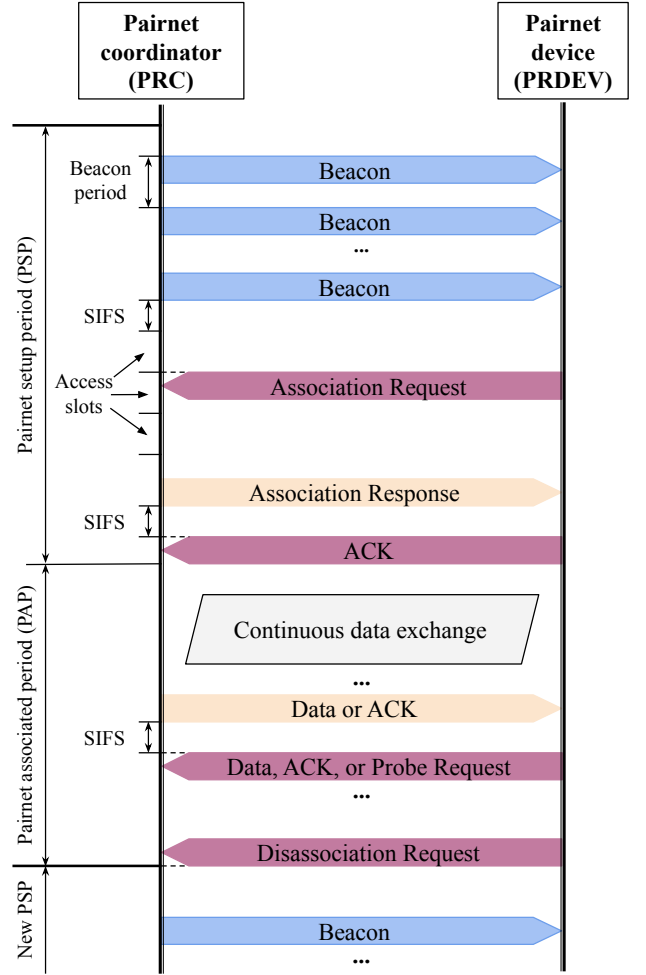 Pairnet
coordinator
(PRC)
Pairnet
device
(PRDEV)
Pairnet setup period (PSP)
Beacon
period
Beacon
Beacon
...
Beacon
SIFS
Access
slots
Association Request
Association Response
SIFS
ACK
Pairnet associated period (PAP)
Continuous data exchange
...
Data or ACK
SIFS
Data, ACK, or Probe Request
...
Disassociation Request
New PSP
Beacon
...